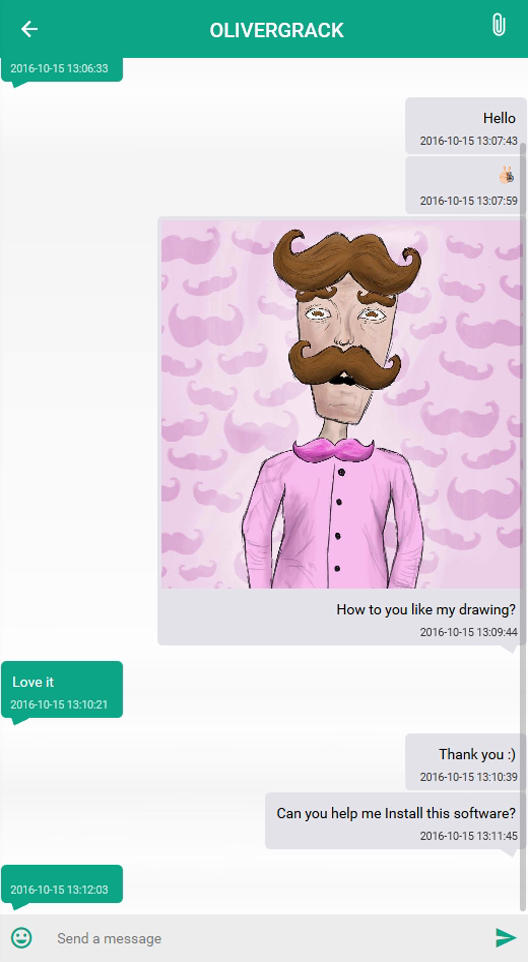 OLIVERGRACK
2016-10-15 13:06:33
Hello
2016-10-15 13:07:43
2016-10-15 13:07:59
How to you like my drawing?
2016-10-15 13:09:44
Love it
2016-10-15 13:10:21
Thank you :)
2016-10-15 13:10:39
Can you help me Install this software?
2016-10-15 13:11:45
2016-10-15 13:12:03
Send a message